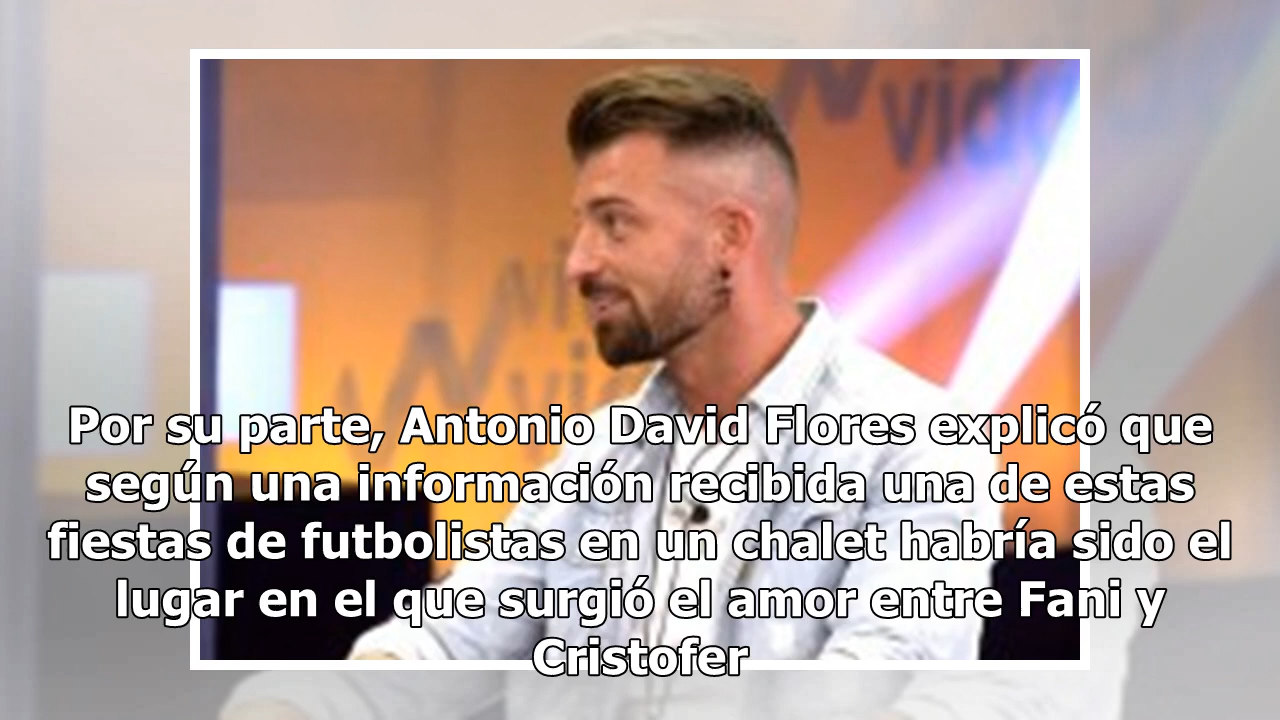 vid
Por su parte, Antonio David Flores explicó que
según una información recibida una de estas
fiestas de futbolistas en un chalet habría sido el
lugar en el que surgió el amor entre Fani y
Cristofer